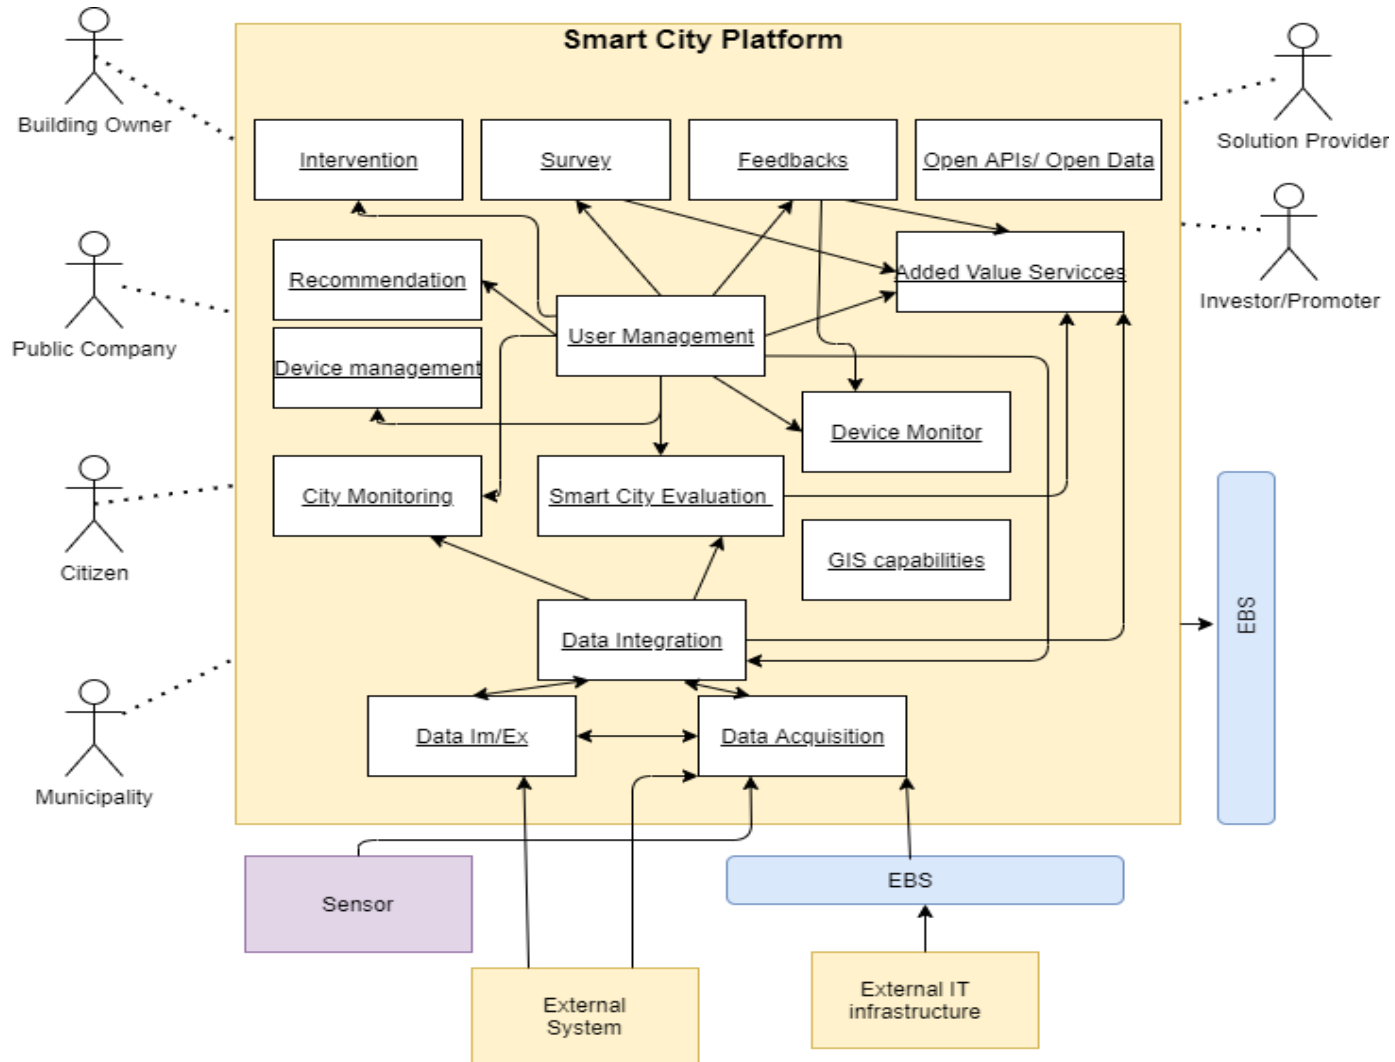 Smart City Platform
Building Owner
Solution Provider
Intervention
Survey
Feedbacks
Open APIs/ Open Data
Recommendation
Added Value Servicces
Investor/Promoter
Public Company
User Management
Device management
Device Monitor
City Monitoring
Smart City Evaluation
Citizen
GIS capabilities
EBS
Data Integration
Data Im/Ex
Data Acquisition
Municipality
Sensor
EBS
External
System
External IT
infrastructure